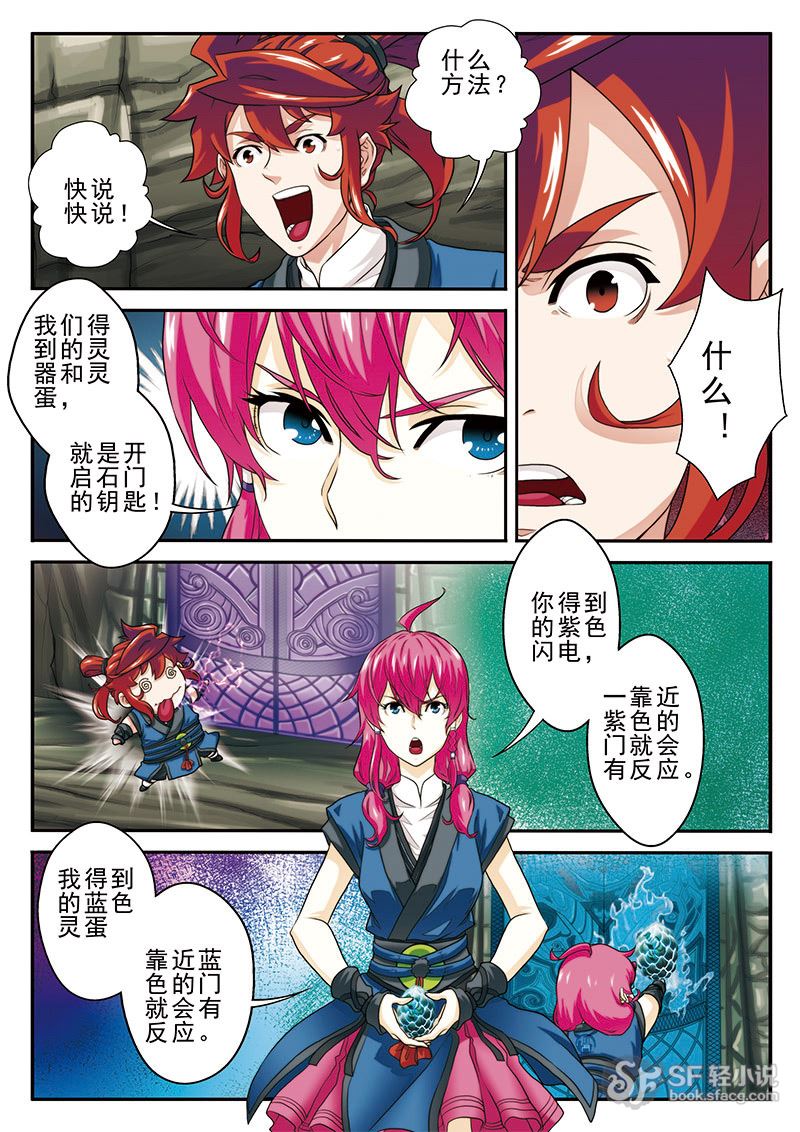 什么
方法？
快说
快说！
我们得
到的灵
器和灵
蛋，
就是开
启石门
的钥匙！
什么！
你得到
的紫色
闪电，
一靠近
紫色的
门就会
有反应。
我得到
的蓝色
灵蛋
靠近蓝
色的门
就会有
反应。
SF轻小说
book.sfacg.com